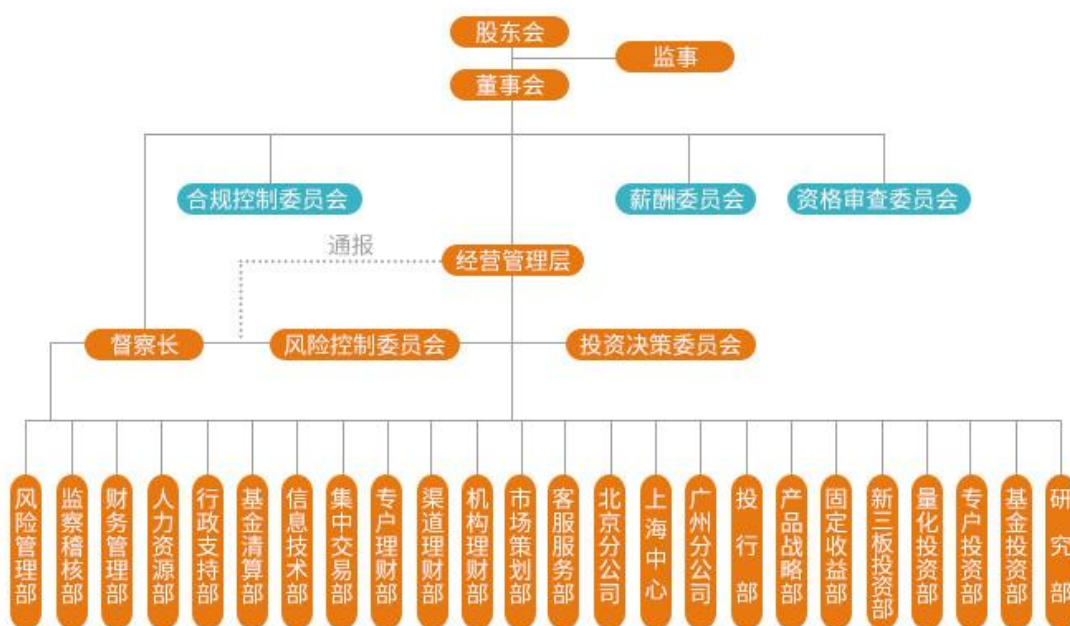 股东会
监事
董事会
合规控制委员会
薪酬委员会
资格审查委员会
通报
经营管理层
督察长
风险控制委员会
投资决策委员会
风险管理部
监察稽核部
财务管理部
人力资源部
行政支持部
基金清算部
信息技术部
集中交易部
专户理财部
渠道理财部
机构理财部
市场策划部
客服服务部
北京分公司
上海中心
广州分公司
投行部
产品战略部
固定收益部
新三板投资部
量化投资部
专户投资部
基金投资部
研究部